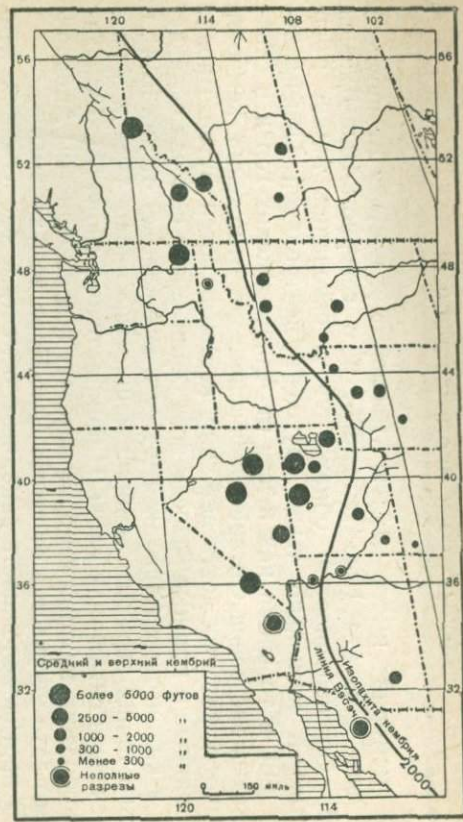 120 114 108 102
56 56
52 52
48 48
44 44
40 40
36 36
32 32
Средний и верхний кембрий
Более 5000 футов
2500 - 5000 "
1000 - 2000 "
300 - 1000 "
Менее 300 "
Неполные
разрезы
0 150 миль
Изопахита кембрия
линия Васач
2000
120 114